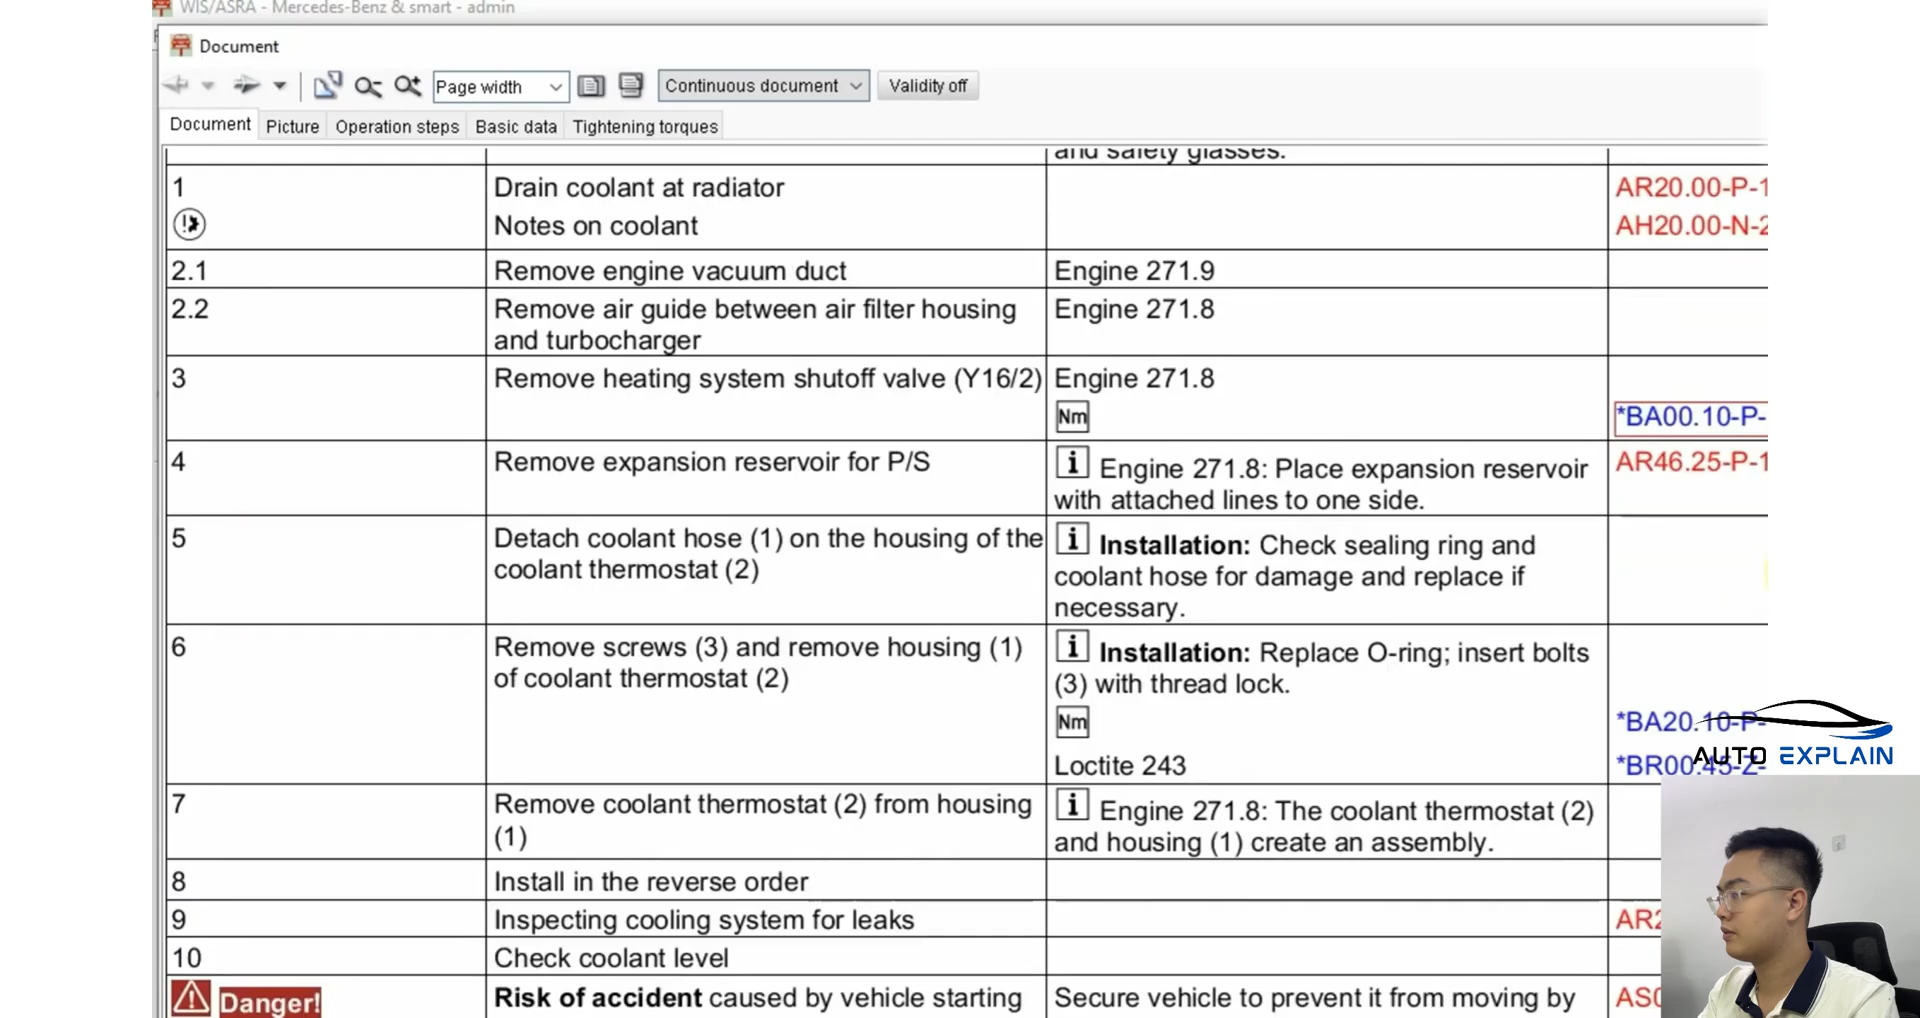 WIS/ASRA - Mercedes-Benz & smart - admin
Document
Page width
Continuous document
Validity off
Document
Picture
Operation steps
Basic data
Tightening torques
and safety glasses.
1
Drain coolant at radiator
AR20.00-P-1
Notes on coolant
AH20.00-N-2
2.1
Remove engine vacuum duct
Engine 271.9
2.2
Remove air guide between air filter housing
and turbocharger
Engine 271.8
3
Remove heating system shutoff valve (Y16/2)
Engine 271.8
Nm
*BA00.10-P-
4
Remove expansion reservoir for P/S
i Engine 271.8: Place expansion reservoir
with attached lines to one side.
AR46.25-P-1
5
Detach coolant hose (1) on the housing of the
coolant thermostat (2)
i Installation: Check sealing ring and
coolant hose for damage and replace if
necessary.
6
Remove screws (3) and remove housing (1)
of coolant thermostat (2)
i Installation: Replace O-ring; insert bolts
(3) with thread lock.
Nm
*BA20.10-P-
Loctite 243
*BR00.45-Z-
AUTO EXPLAIN
7
Remove coolant thermostat (2) from housing
(1)
i Engine 271.8: The coolant thermostat (2)
and housing (1) create an assembly.
8
Install in the reverse order
9
Inspecting cooling system for leaks
AR2
10
Check coolant level
Danger!
Risk of accident caused by vehicle starting
Secure vehicle to prevent it from moving by
AS0